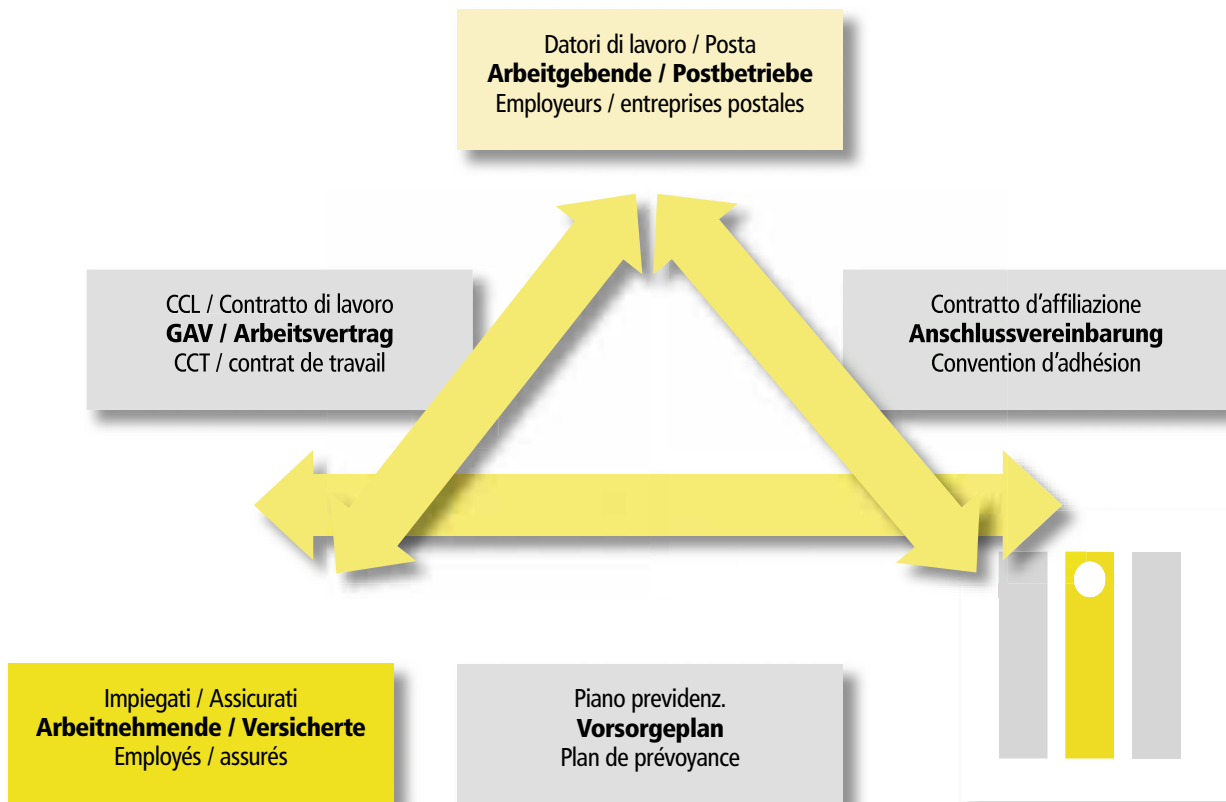 Datori di lavoro / Posta
Arbeitgebende / Postbetriebe
Employeurs / entreprises postales
CCL / Contratto di lavoro
GAV / Arbeitsvertrag
CCT / contrat de travail
Contratto d'affiliazione
Anschlussvereinbarung
Convention d'adhésion
Impiegati / Assicurati
Arbeitnehmende / Versicherte
Employés / assurés
Piano previdenz.
Vorsorgeplan
Plan de prévoyance